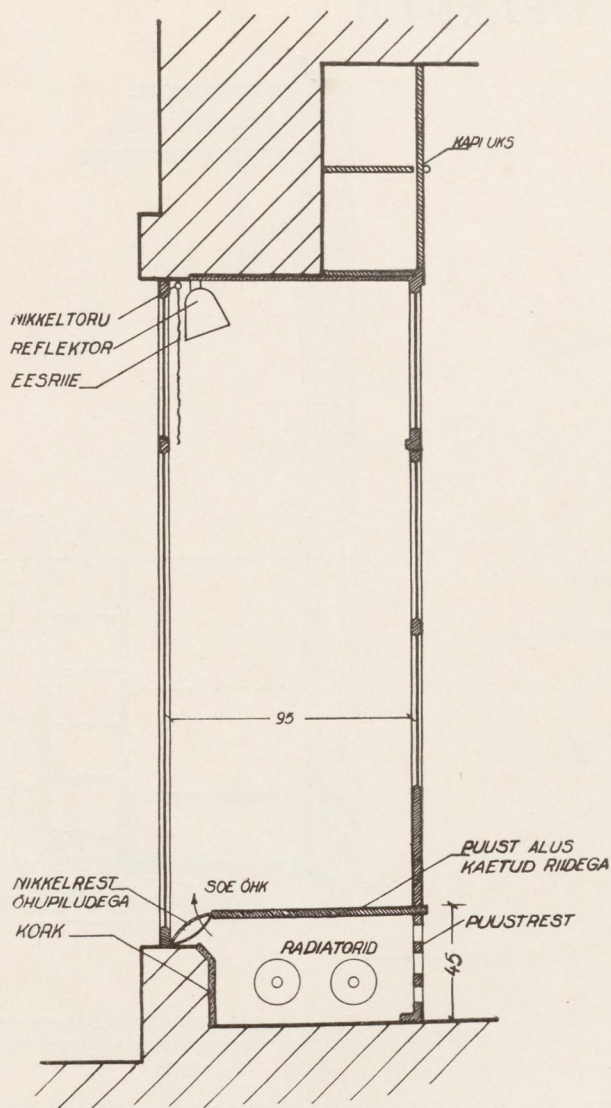 KAPI UKS
NIKKELTORU
REFLEKTOR
EESRIIE
95
PUUST ALUS
KAETUD RIIDEGA
NIKKELREST
ÕHUPILUDEGA
SOE ÕHK
KORK
RADIATORID
PUUSTREST
45